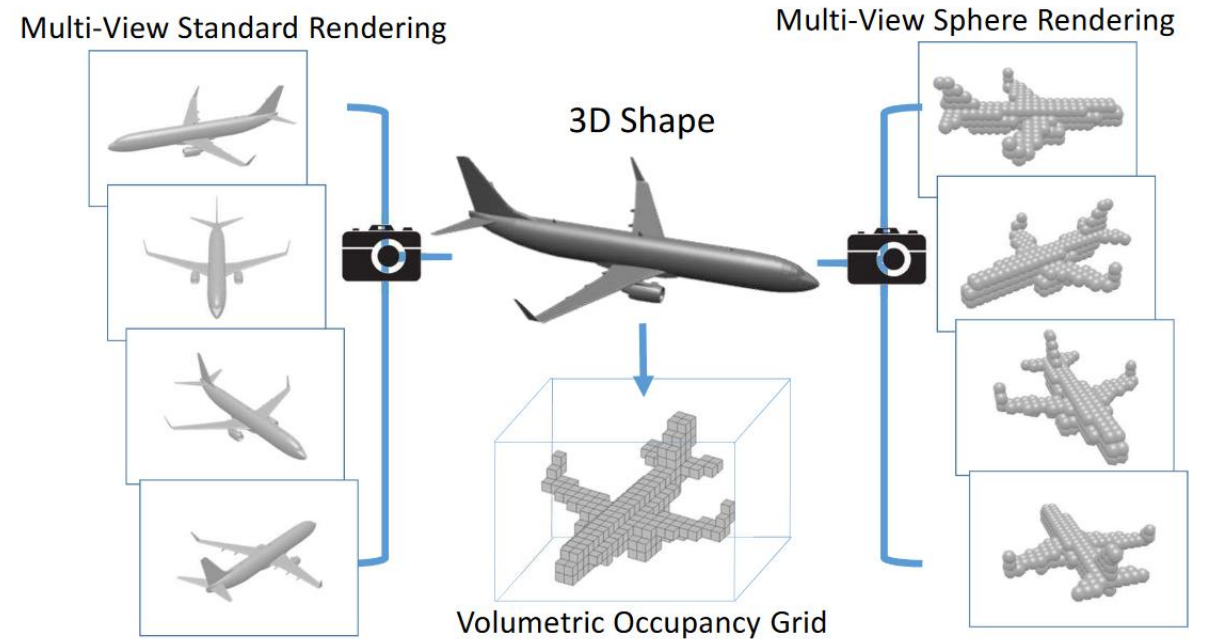 Multi-View Standard Rendering
Multi-View Sphere Rendering
3D Shape
Volumetric Occupancy Grid